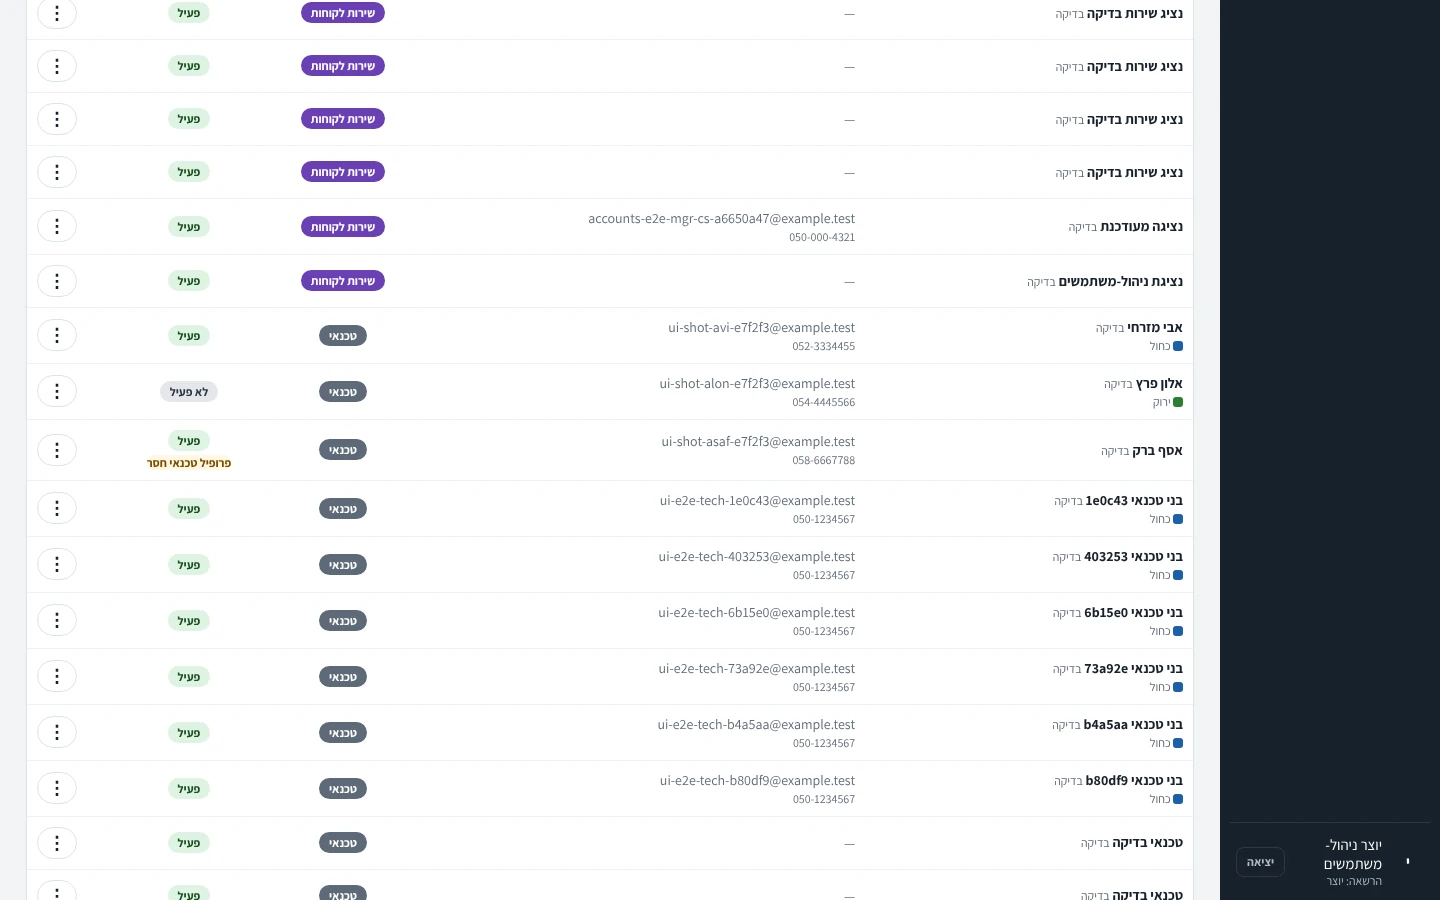 נציג שירות בדיקה בדיקה — שירות לקוחות פעיל
נציג שירות בדיקה בדיקה — שירות לקוחות פעיל
נציג שירות בדיקה בדיקה — שירות לקוחות פעיל
נציג שירות בדיקה בדיקה — שירות לקוחות פעיל
נציגה מעודכנת בדיקה accounts-e2e-mgr-cs-a6650a47@example.test שירות לקוחות פעיל
050-000-4321
נציגת ניהול-משתמשים בדיקה — שירות לקוחות פעיל
אבי מזרחי בדיקה ui-shot-avi-e7f2f3@example.test טכנאי פעיל
כחול 052-3334455
אלון פרץ בדיקה ui-shot-alon-e7f2f3@example.test טכנאי לא פעיל
ירוק 054-4445566
אסף ברק בדיקה ui-shot-asaf-e7f2f3@example.test טכנאי פעיל
058-6667788 פרופיל טכנאי חסר
בני טכנאי 1e0c43 בדיקה ui-e2e-tech-1e0c43@example.test טכנאי פעיל
כחול 050-1234567
בני טכנאי 403253 בדיקה ui-e2e-tech-403253@example.test טכנאי פעיל
כחול 050-1234567
בני טכנאי 6b15e0 בדיקה ui-e2e-tech-6b15e0@example.test טכנאי פעיל
כחול 050-1234567
בני טכנאי 73a92e בדיקה ui-e2e-tech-73a92e@example.test טכנאי פעיל
כחול 050-1234567
בני טכנאי b4a5aa בדיקה ui-e2e-tech-b4a5aa@example.test טכנאי פעיל
כחול 050-1234567
בני טכנאי b80df9 בדיקה ui-e2e-tech-b80df9@example.test טכנאי פעיל
כחול 050-1234567
טכנאי בדיקה בדיקה — טכנאי פעיל
טכנאי בדיקה בדיקה — טכנאי פעיל
י
יוצר ניהול-
משתמשים
הרשאה: יוצר
יציאה